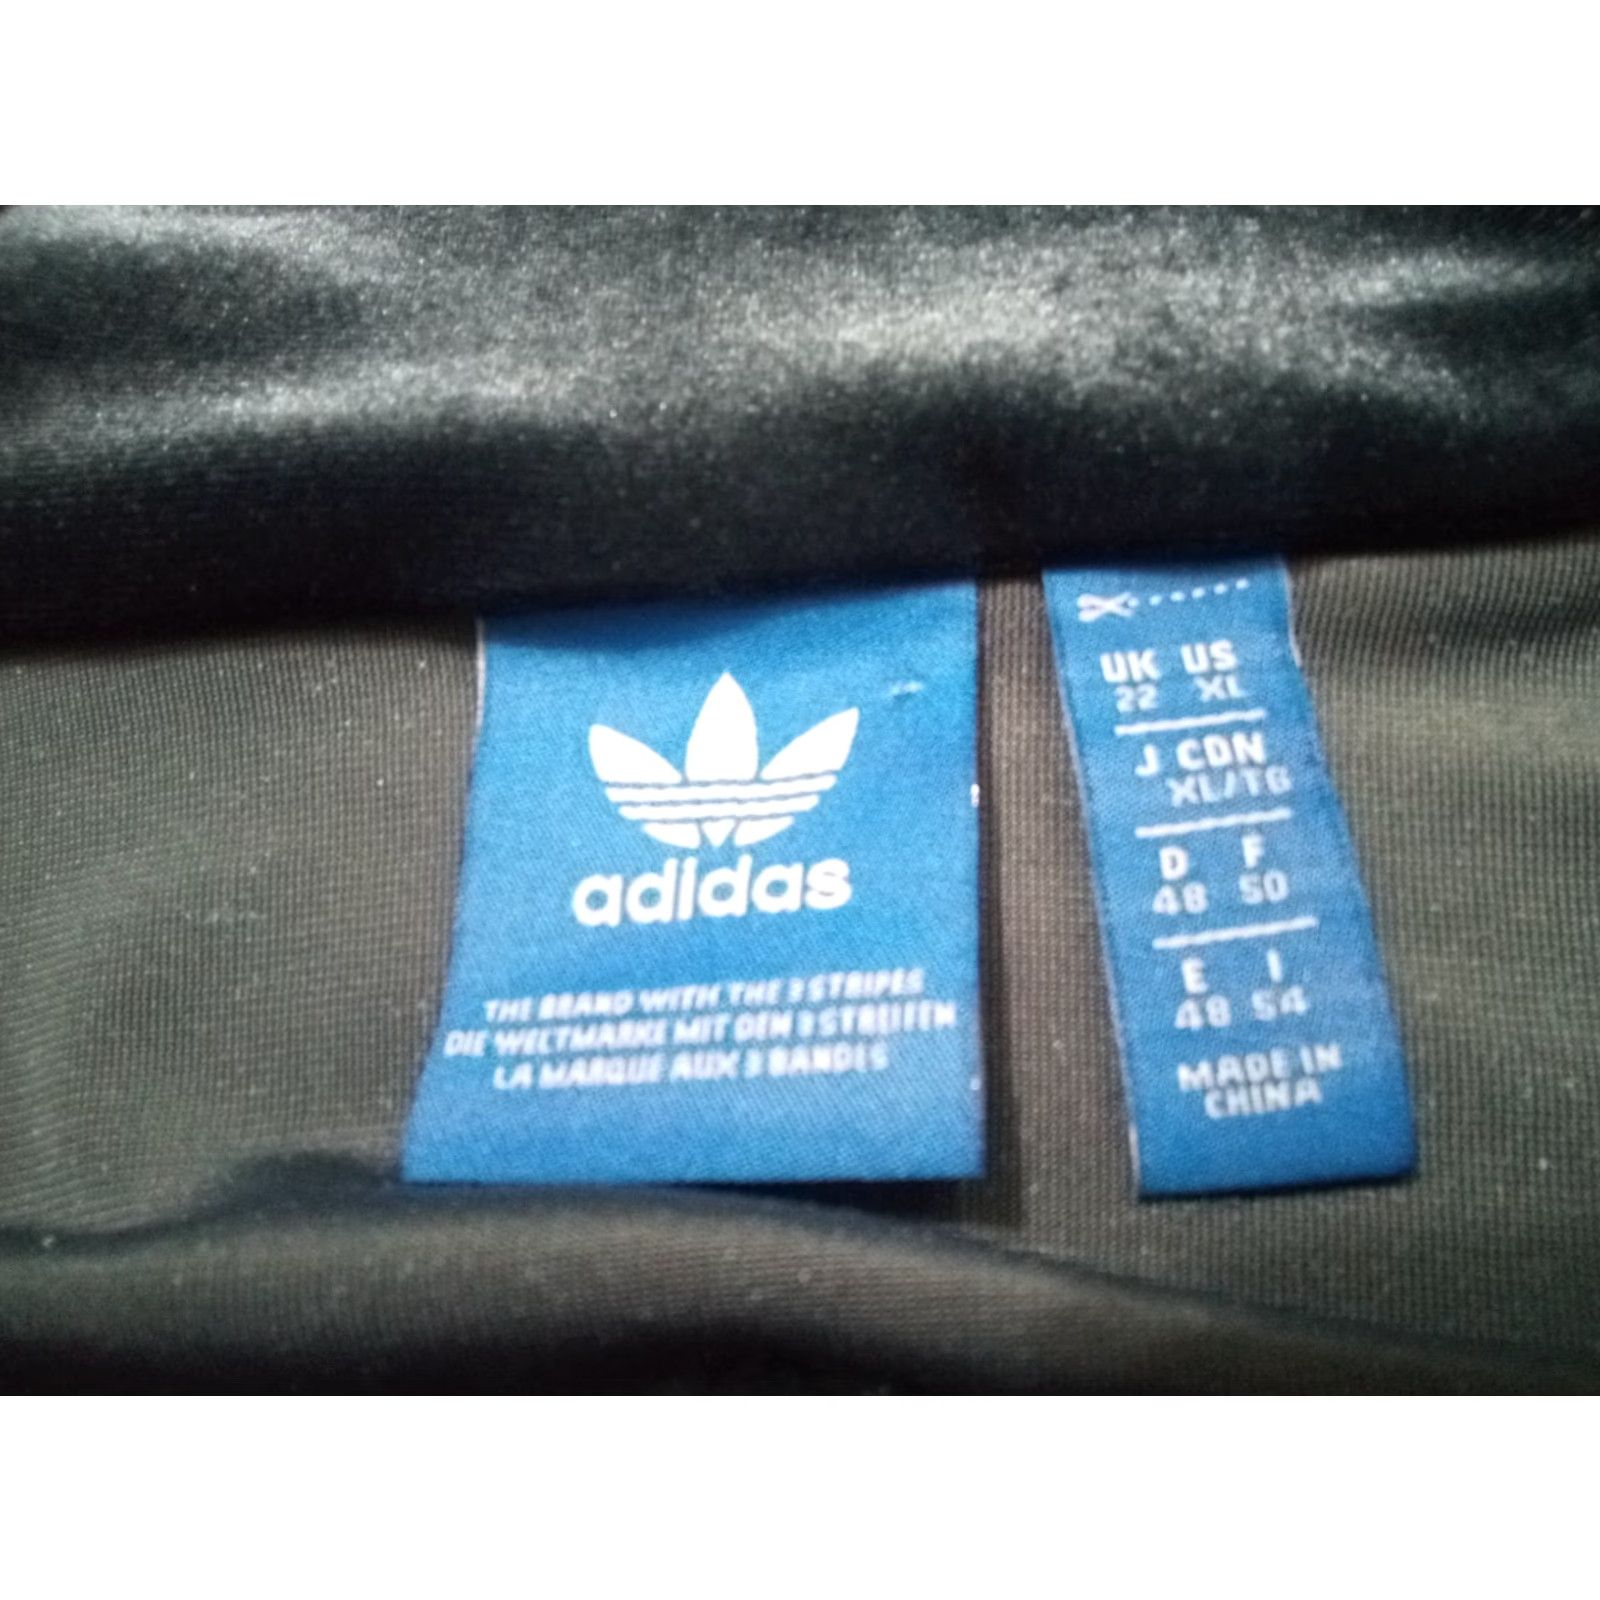 adidas
THE BRAND WITH THE 3 STRIPES
DIE WELTMARKE MIT DEN 3 STREIFEN
LA MARQUE AUX 3 BANDES
UK US
22 XL
J CDN
XL/TG
D F
48 50
E I
48 54
MADE IN
CHINA